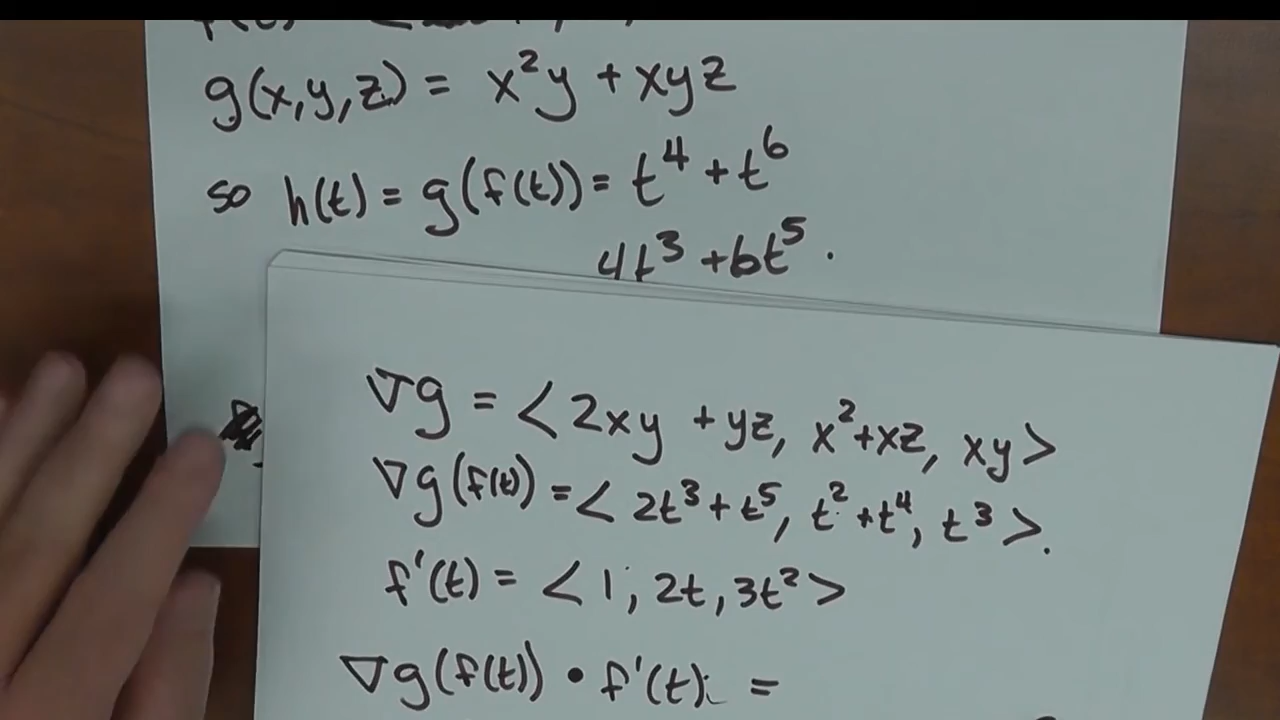 g(x,y,z) = x²y + xyz
so h(t) = g(f(t)) = t⁴ + t⁶
4t³ + 6t⁵ .
∇g = < 2xy + yz, x² + xz, xy >
∇g(f(t)) = < 2t³ + t⁵, t² + t⁴, t³ > .
f'(t) = < 1, 2t, 3t² >
∇g(f(t)) • f'(t) =